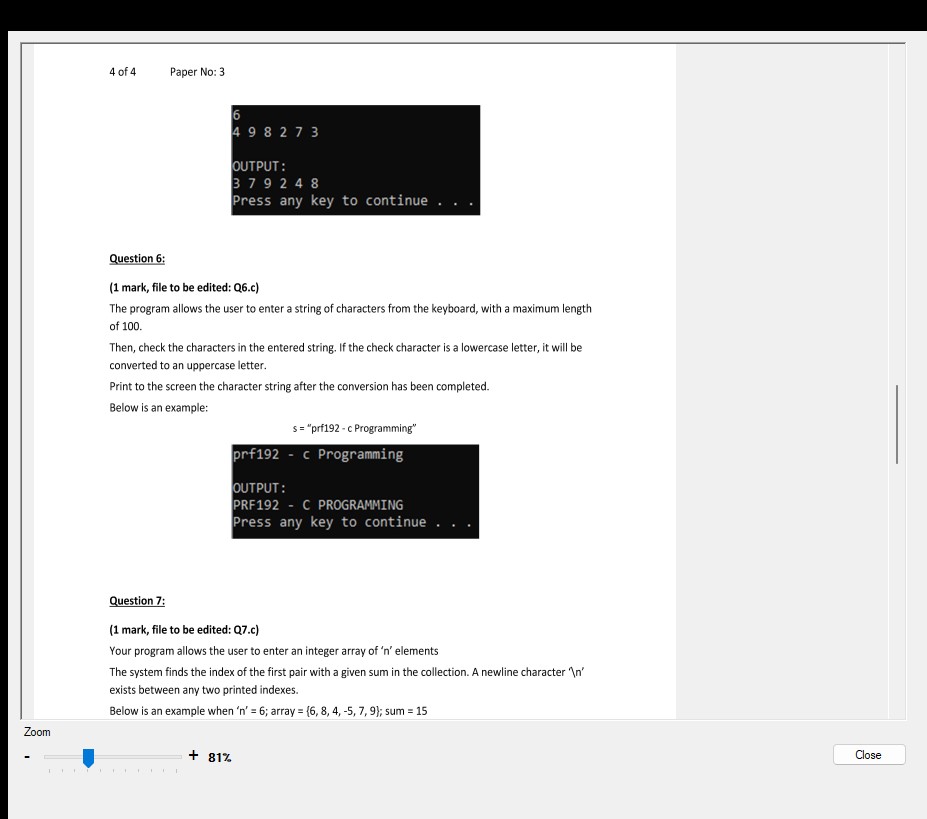 4 of 4 Paper No: 3
6
4 9 8 2 7 3
OUTPUT:
3 7 9 2 4 8
Press any key to continue . . .
Question 6:
(1 mark, file to be edited: Q6.c)
The program allows the user to enter a string of characters from the keyboard, with a maximum length
of 100.
Then, check the characters in the entered string. If the check character is a lowercase letter, it will be
converted to an uppercase letter.
Print to the screen the character string after the conversion has been completed.
Below is an example:
s = “prf192 - c Programming”
prf192 - c Programming
OUTPUT:
PRF192 - C PROGRAMMING
Press any key to continue . . .
Question 7:
(1 mark, file to be edited: Q7.c)
Your program allows the user to enter an integer array of ‘n’ elements
The system finds the index of the first pair with a given sum in the collection. A newline character ‘\n’
exists between any two printed indexes.
Below is an example when ‘n’ = 6; array = {6, 8, 4, -5, 7, 9}; sum = 15
Zoom
- + 81%
Close